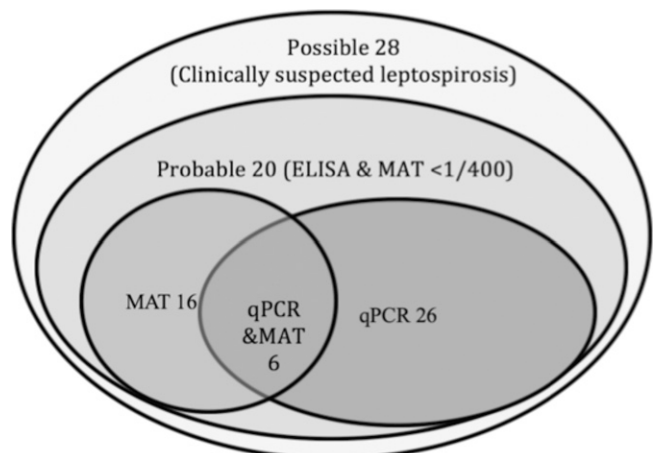 Possible 28
(Clinically suspected leptospirosis)
Probable 20 (ELISA & MAT <1/400)
MAT 16
qPCR
&MAT
6
qPCR 26